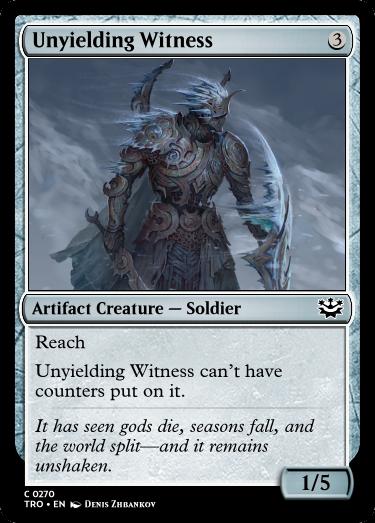 Unyielding Witness 3
Artifact Creature — Soldier
Reach
Unyielding Witness can't have
counters put on it.
It has seen gods die, seasons fall, and
the world split—and it remains
unshaken.
1/5
C 0270
TRO • EN Denis Zhbankov